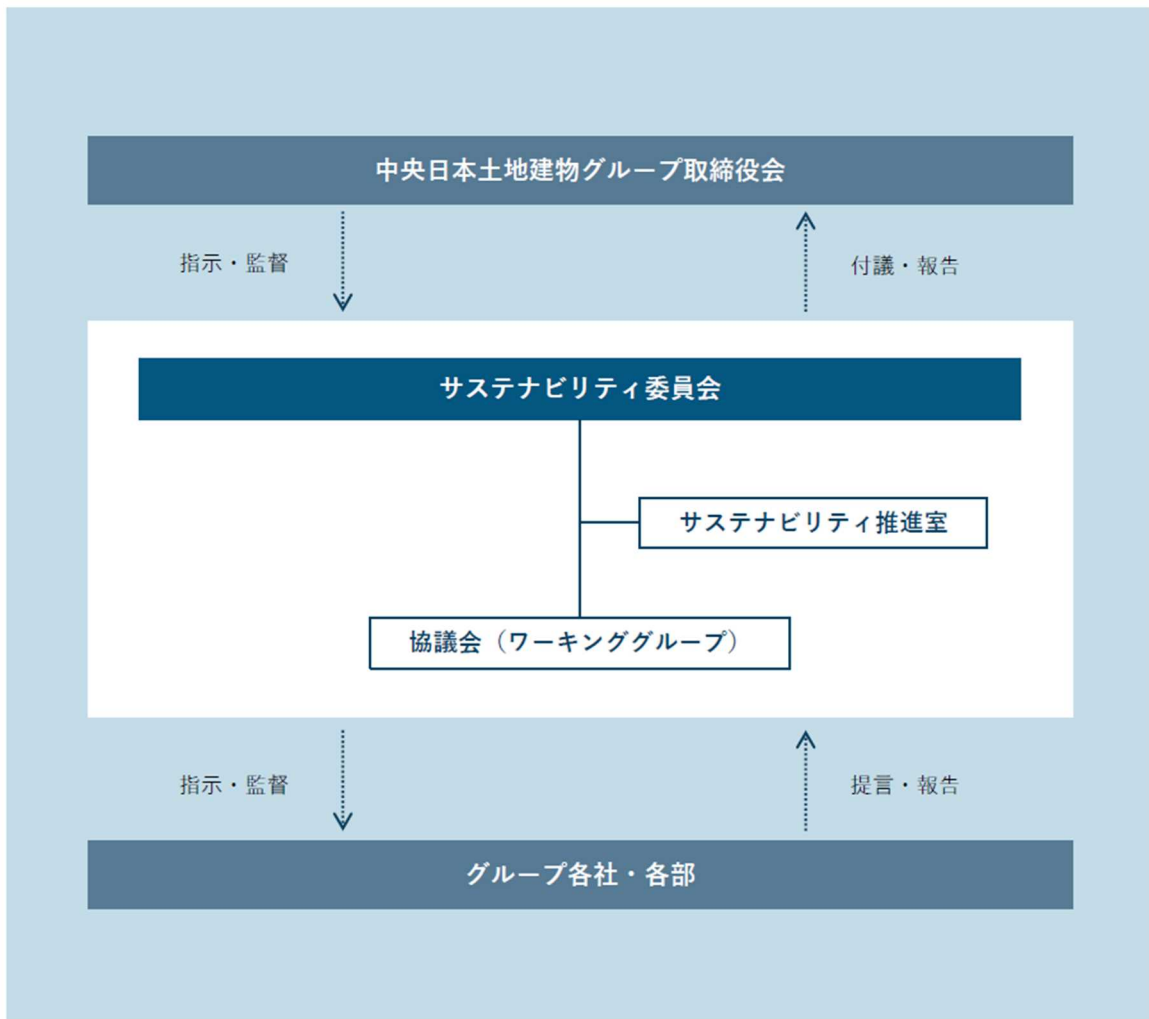 中央日本土地建物グループ取締役会
指示・監督
付議・報告
サステナビリティ委員会
サステナビリティ推進室
協議会（ワーキンググループ）
指示・監督
提言・報告
グループ各社・各部